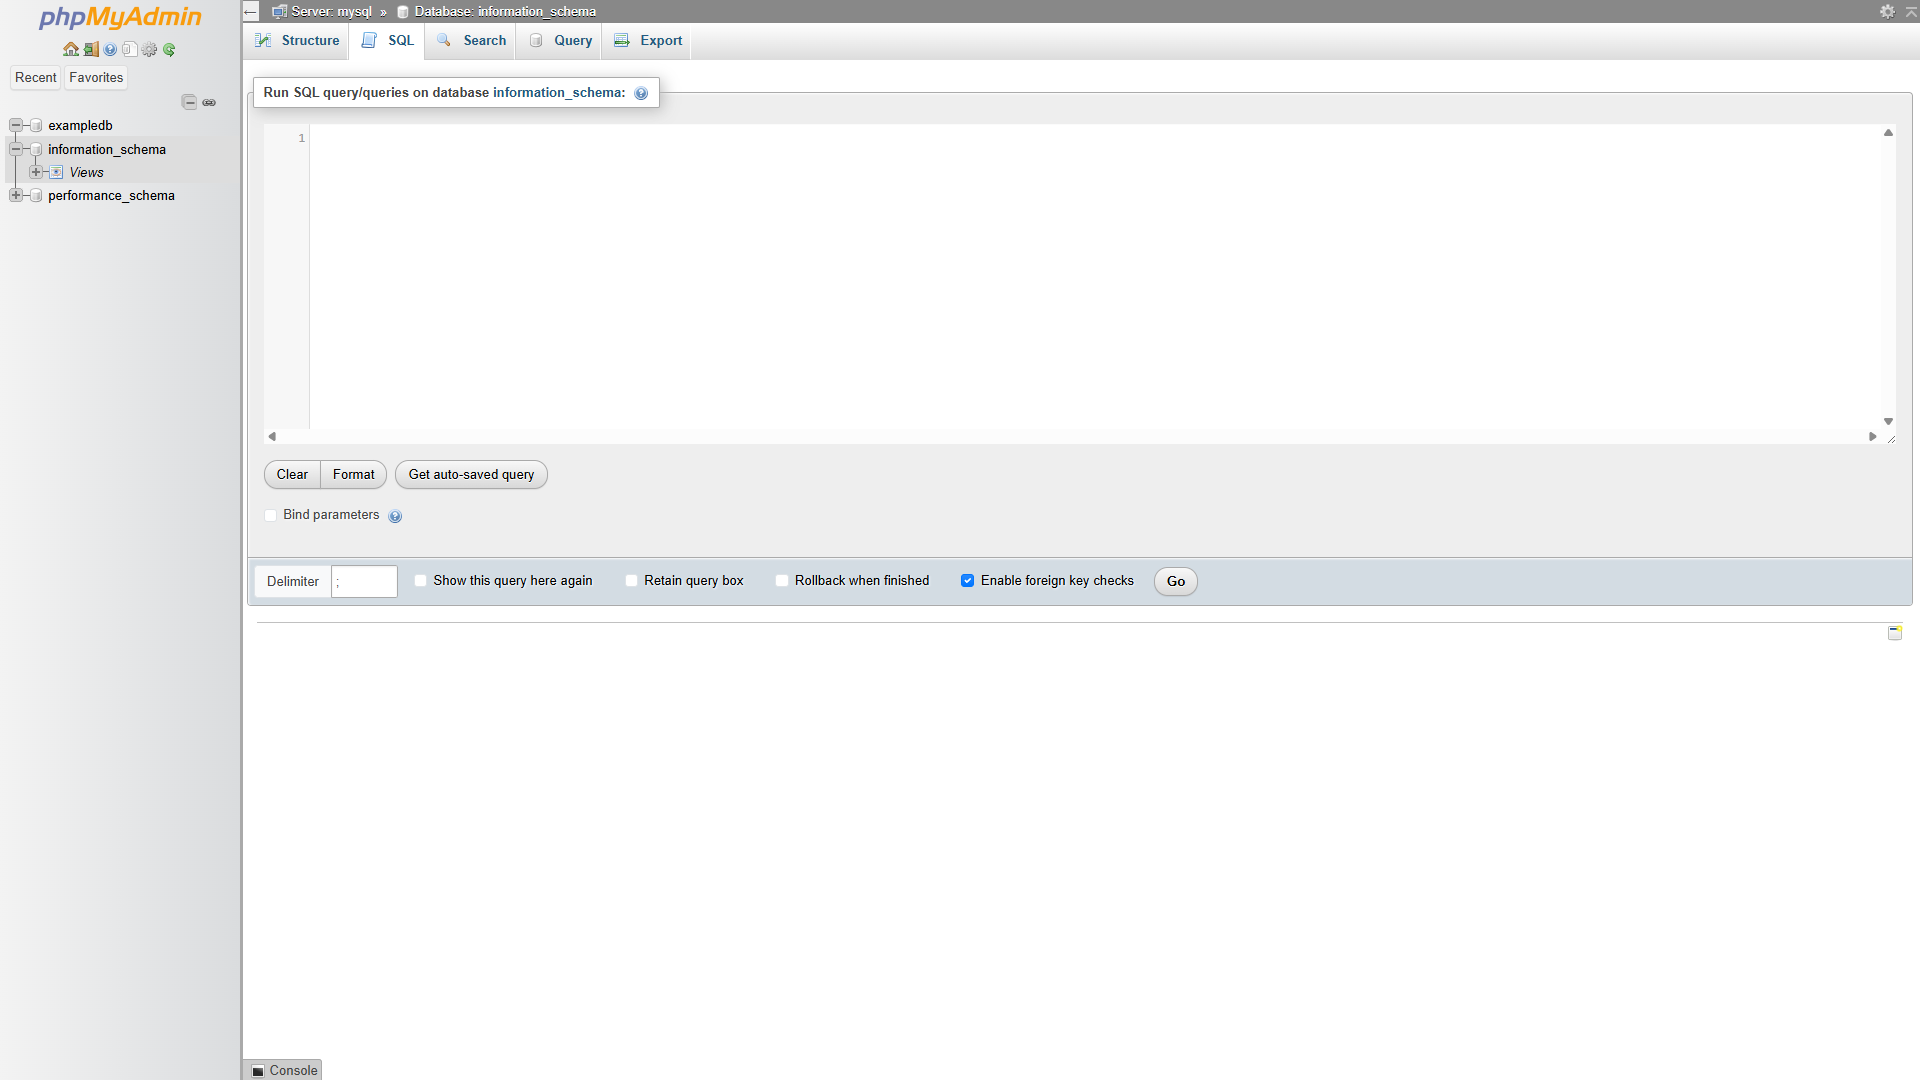 phpMyAdmin
Recent
Favorites
exampledb
information_schema
Views
performance_schema
Server: mysql » Database: information_schema
Structure
SQL
Search
Query
Export
Run SQL query/queries on database information_schema:
1
Clear
Format
Get auto-saved query
Bind parameters
Delimiter
;
Show this query here again
Retain query box
Rollback when finished
Enable foreign key checks
Go
Console